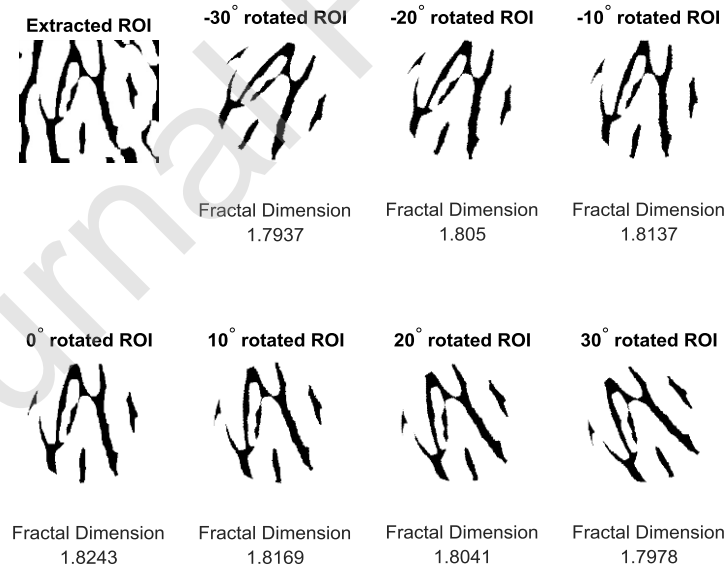 Extracted ROI
-30° rotated ROI
-20° rotated ROI
-10° rotated ROI
Fractal Dimension
1.7937
Fractal Dimension
1.805
Fractal Dimension
1.8137
0° rotated ROI
10° rotated ROI
20° rotated ROI
30° rotated ROI
Fractal Dimension
1.8243
Fractal Dimension
1.8169
Fractal Dimension
1.8041
Fractal Dimension
1.7978
urnal P